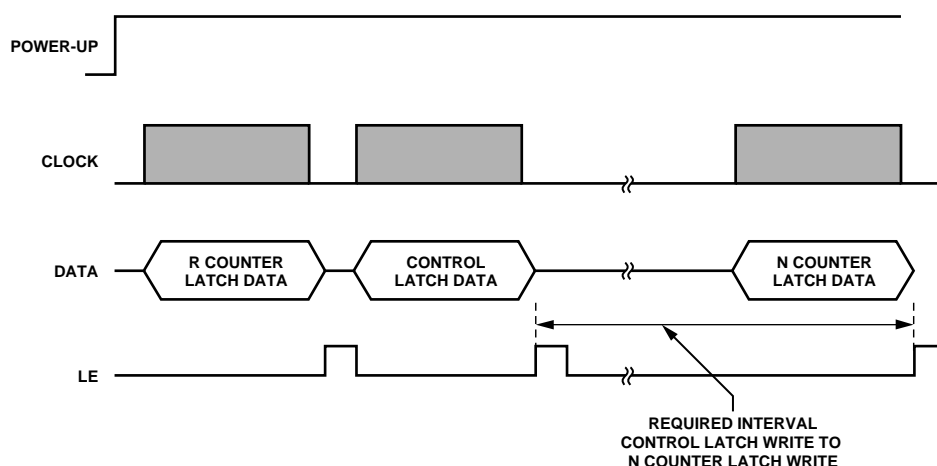 POWER-UP
CLOCK
DATA
R COUNTER
LATCH DATA
CONTROL
LATCH DATA
N COUNTER
LATCH DATA
LE
REQUIRED INTERVAL
CONTROL LATCH WRITE TO
N COUNTER LATCH WRITE